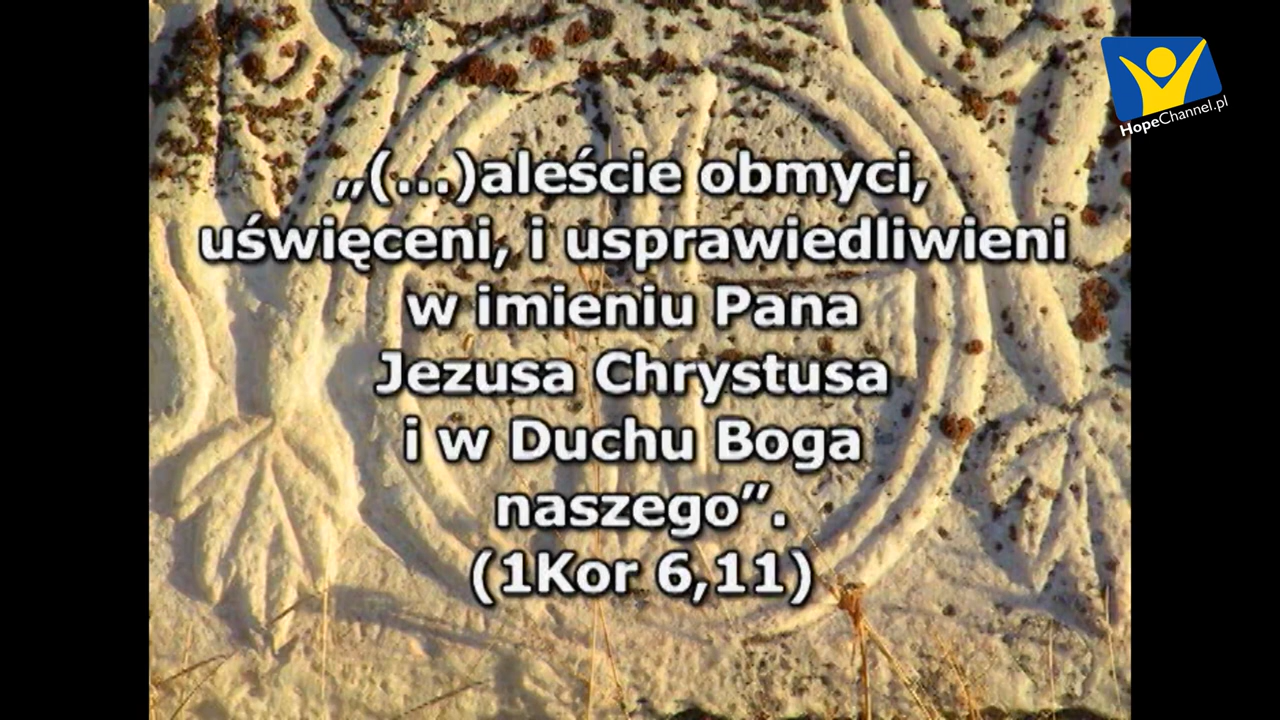 HopeChannel.pl
„(...)aleście obmyci,
uświęceni, i usprawiedliwieni
w imieniu Pana
Jezusa Chrystusa
i w Duchu Boga
naszego”.
(1Kor 6,11)